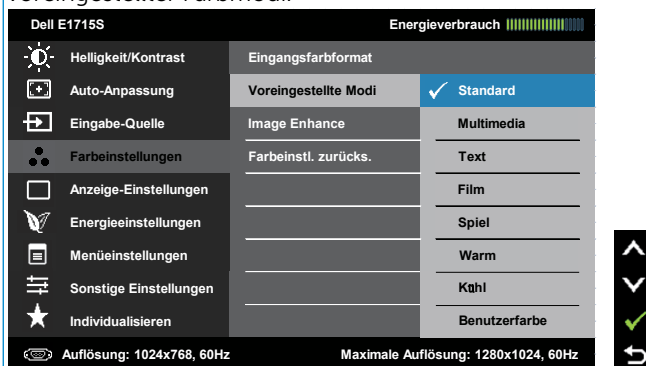 voreingestellter Farbmodi.
Dell E1715S Energieverbrauch
Helligkeit/Kontrast Eingangsfarbformat
Auto-Anpassung Voreingestellte Modi Standard
Eingabe-Quelle Image Enhance Multimedia
Farbeinstellungen Farbeinstl. zurücks. Text
Anzeige-Einstellungen Film
Energieeinstellungen Spiel
Menüeinstellungen Warm
Sonstige Einstellungen Kühl
Individualisieren Benutzerfarbe
Auflösung: 1024x768, 60Hz Maximale Auflösung: 1280x1024, 60Hz